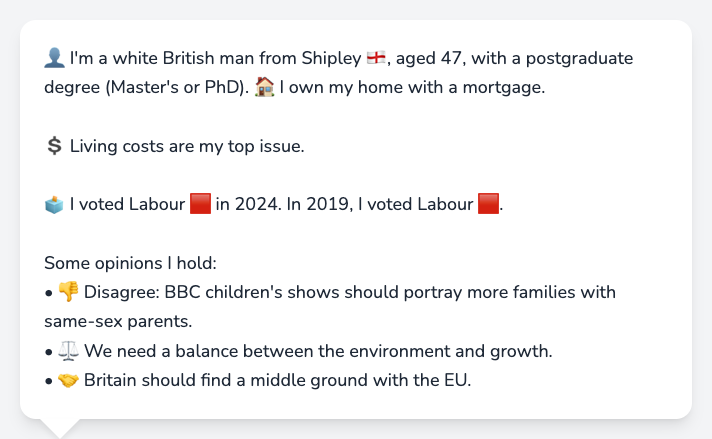 👤 I'm a white British man from Shipley 🏴󠁧󠁢󠁥󠁮󠁧󠁿, aged 47, with a postgraduate
degree (Master's or PhD). 🏠 I own my home with a mortgage.
💲 Living costs are my top issue.
🗳️ I voted Labour 🟥 in 2024. In 2019, I voted Labour 🟥.
Some opinions I hold:
• 👎 Disagree: BBC children's shows should portray more families with
same-sex parents.
• ⚖️ We need a balance between the environment and growth.
• 🤝 Britain should find a middle ground with the EU.